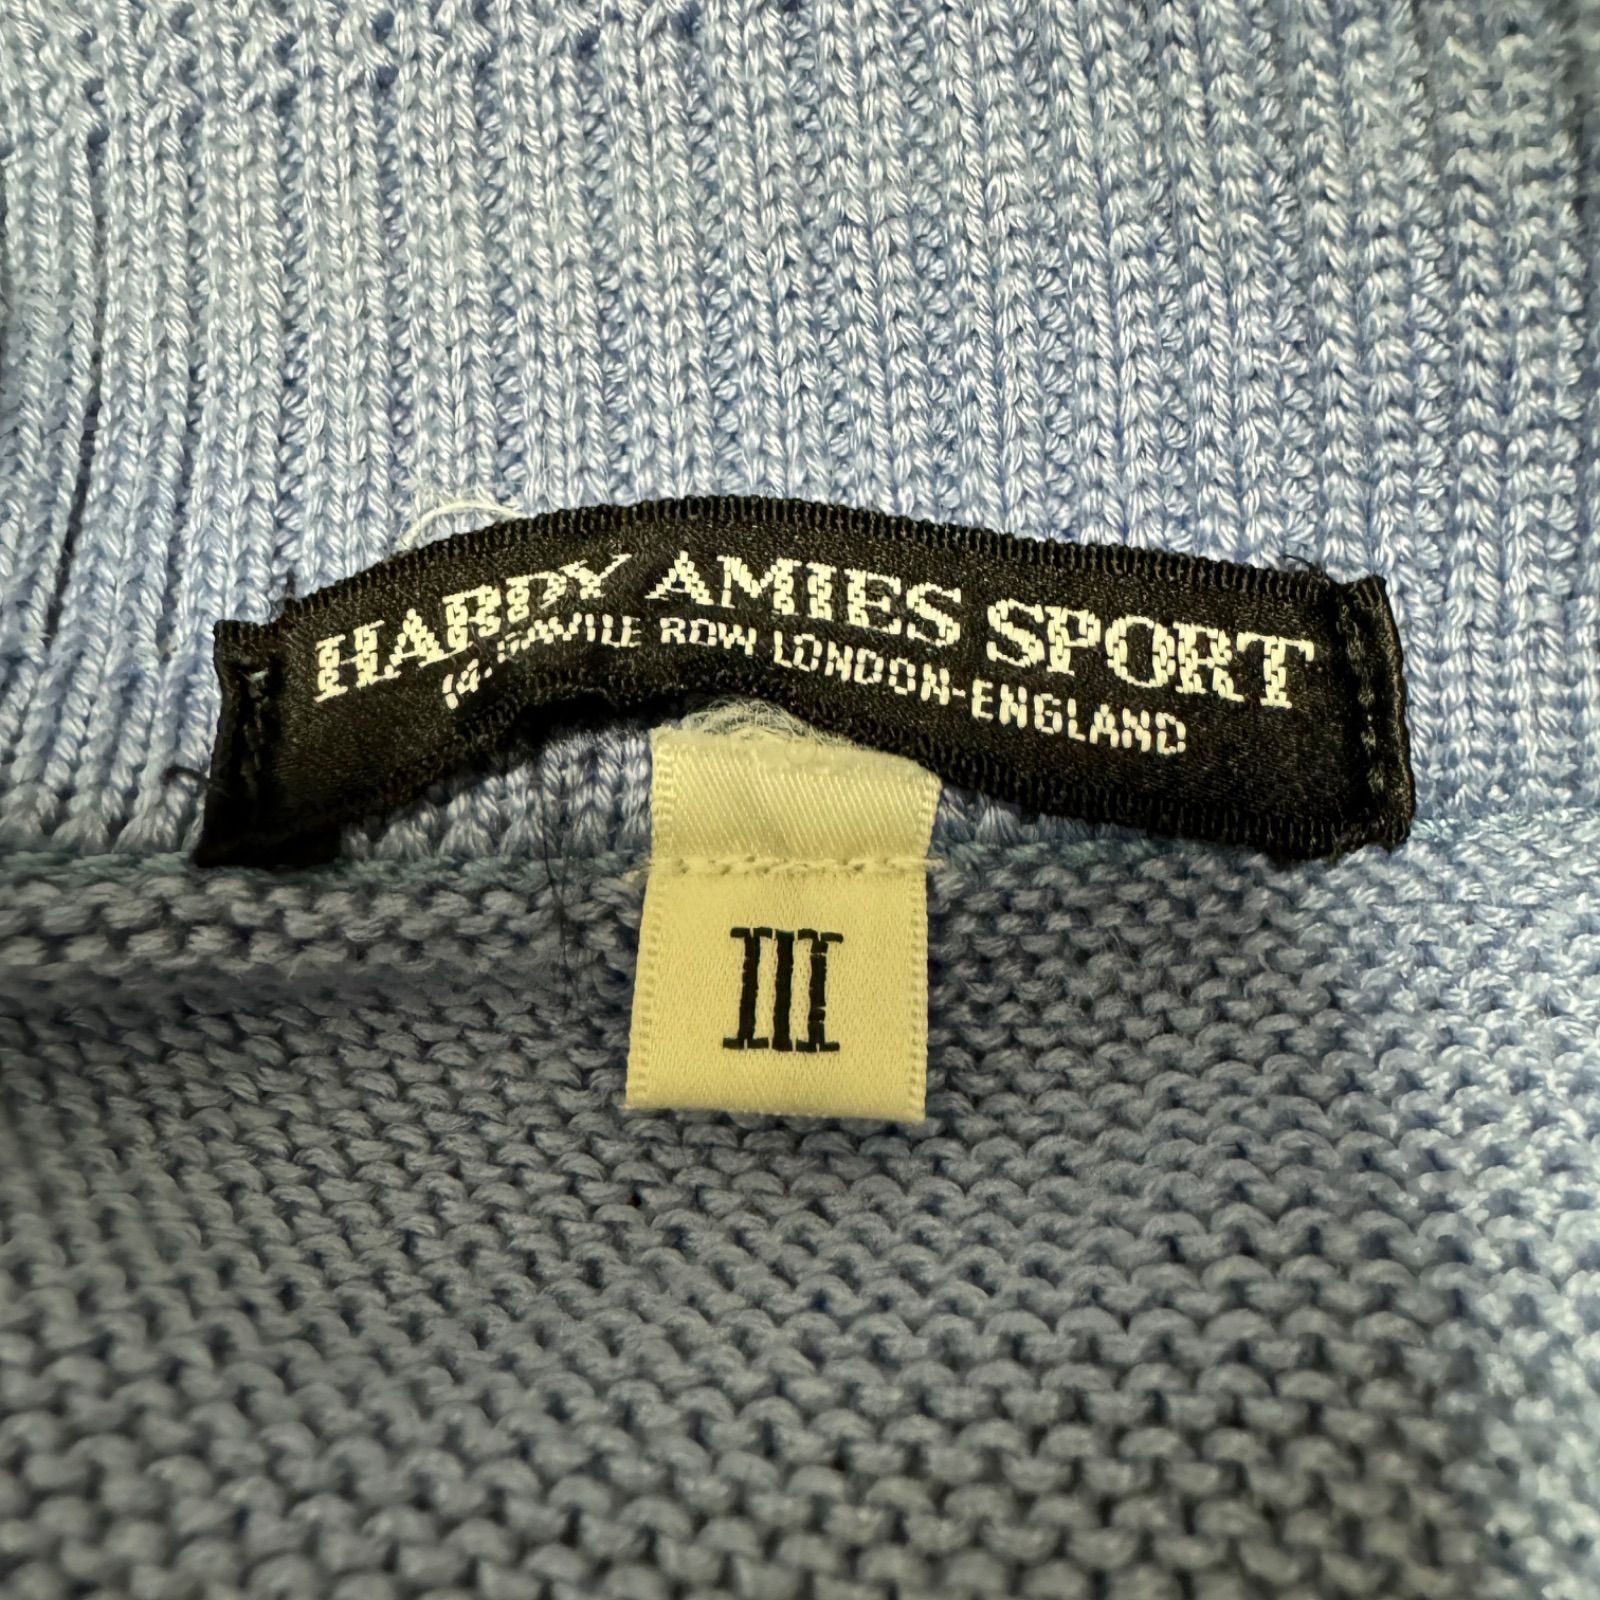 HARDY AMIES SPORT
14. SAVILE ROW LONDON-ENGLAND
III